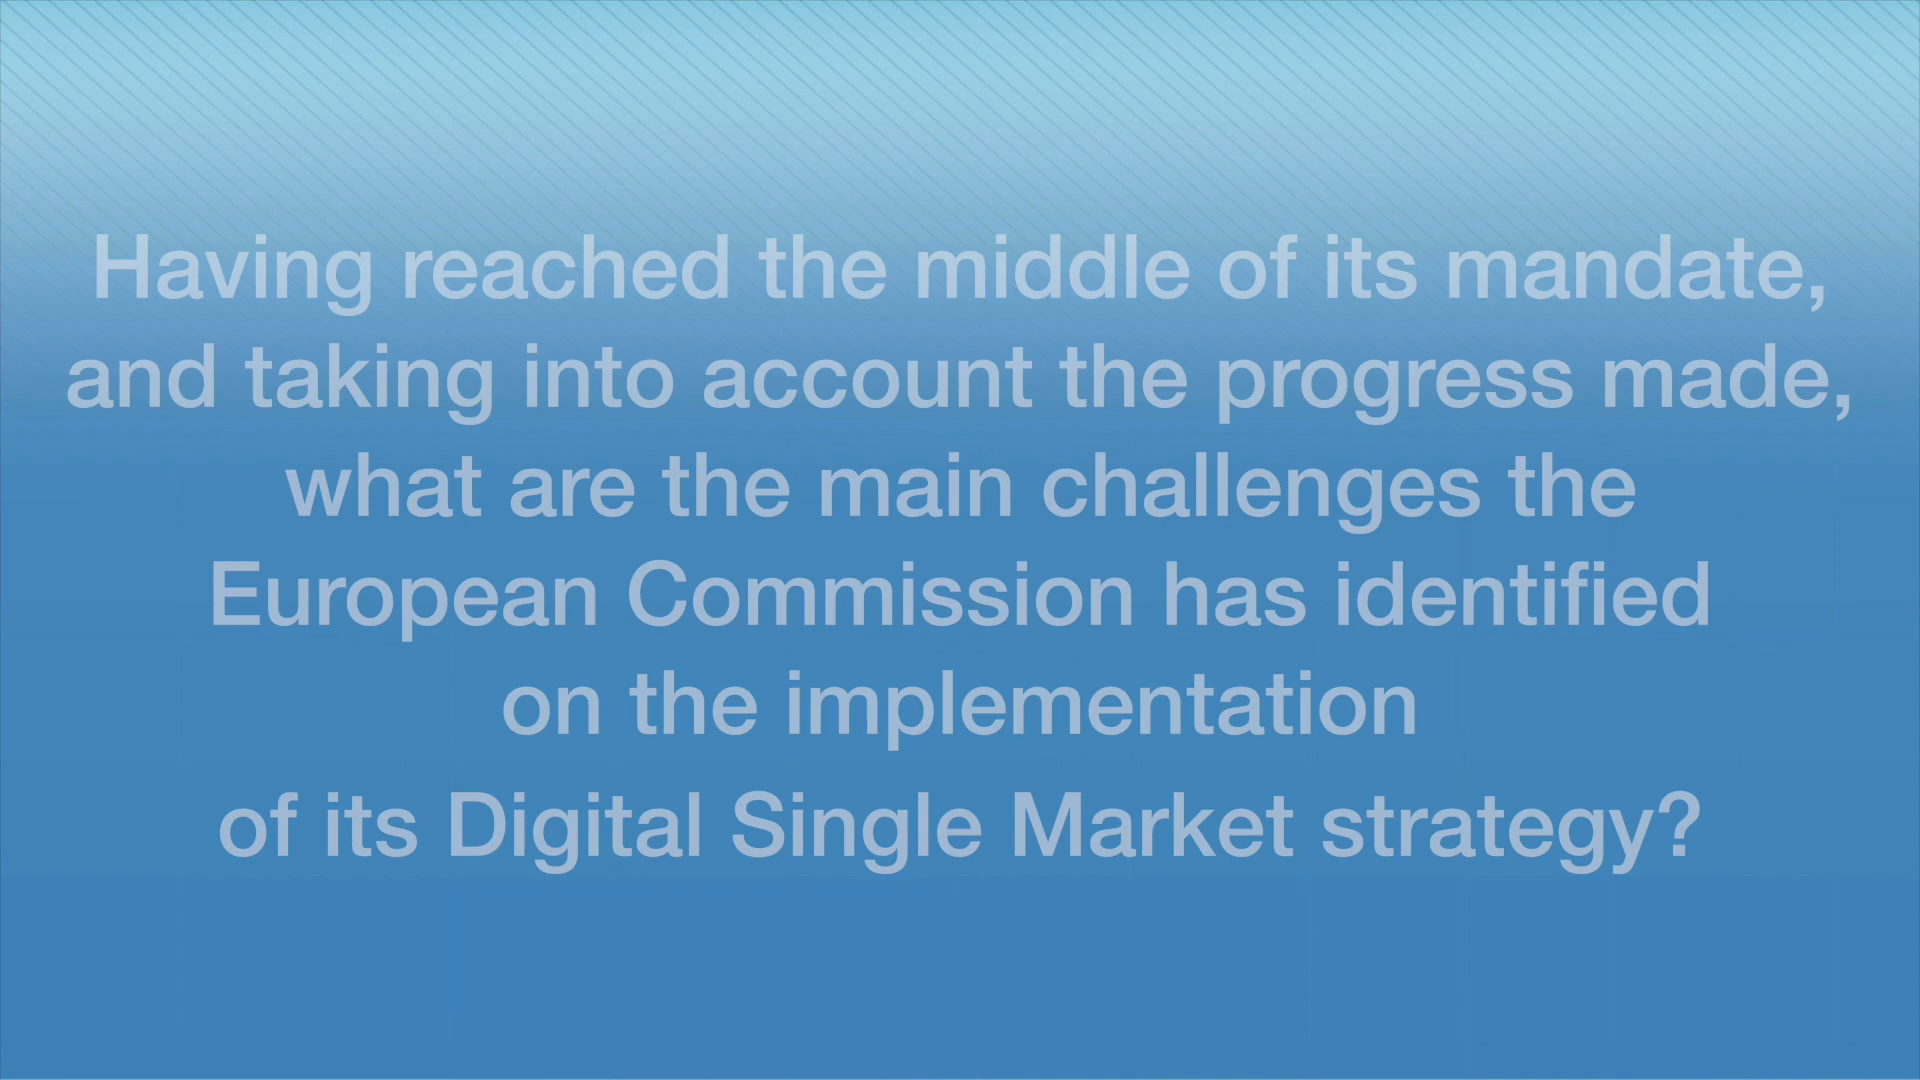 Having reached the middle of its mandate,
and taking into account the progress made,
what are the main challenges the
European Commission has identified
on the implementation
of its Digital Single Market strategy?